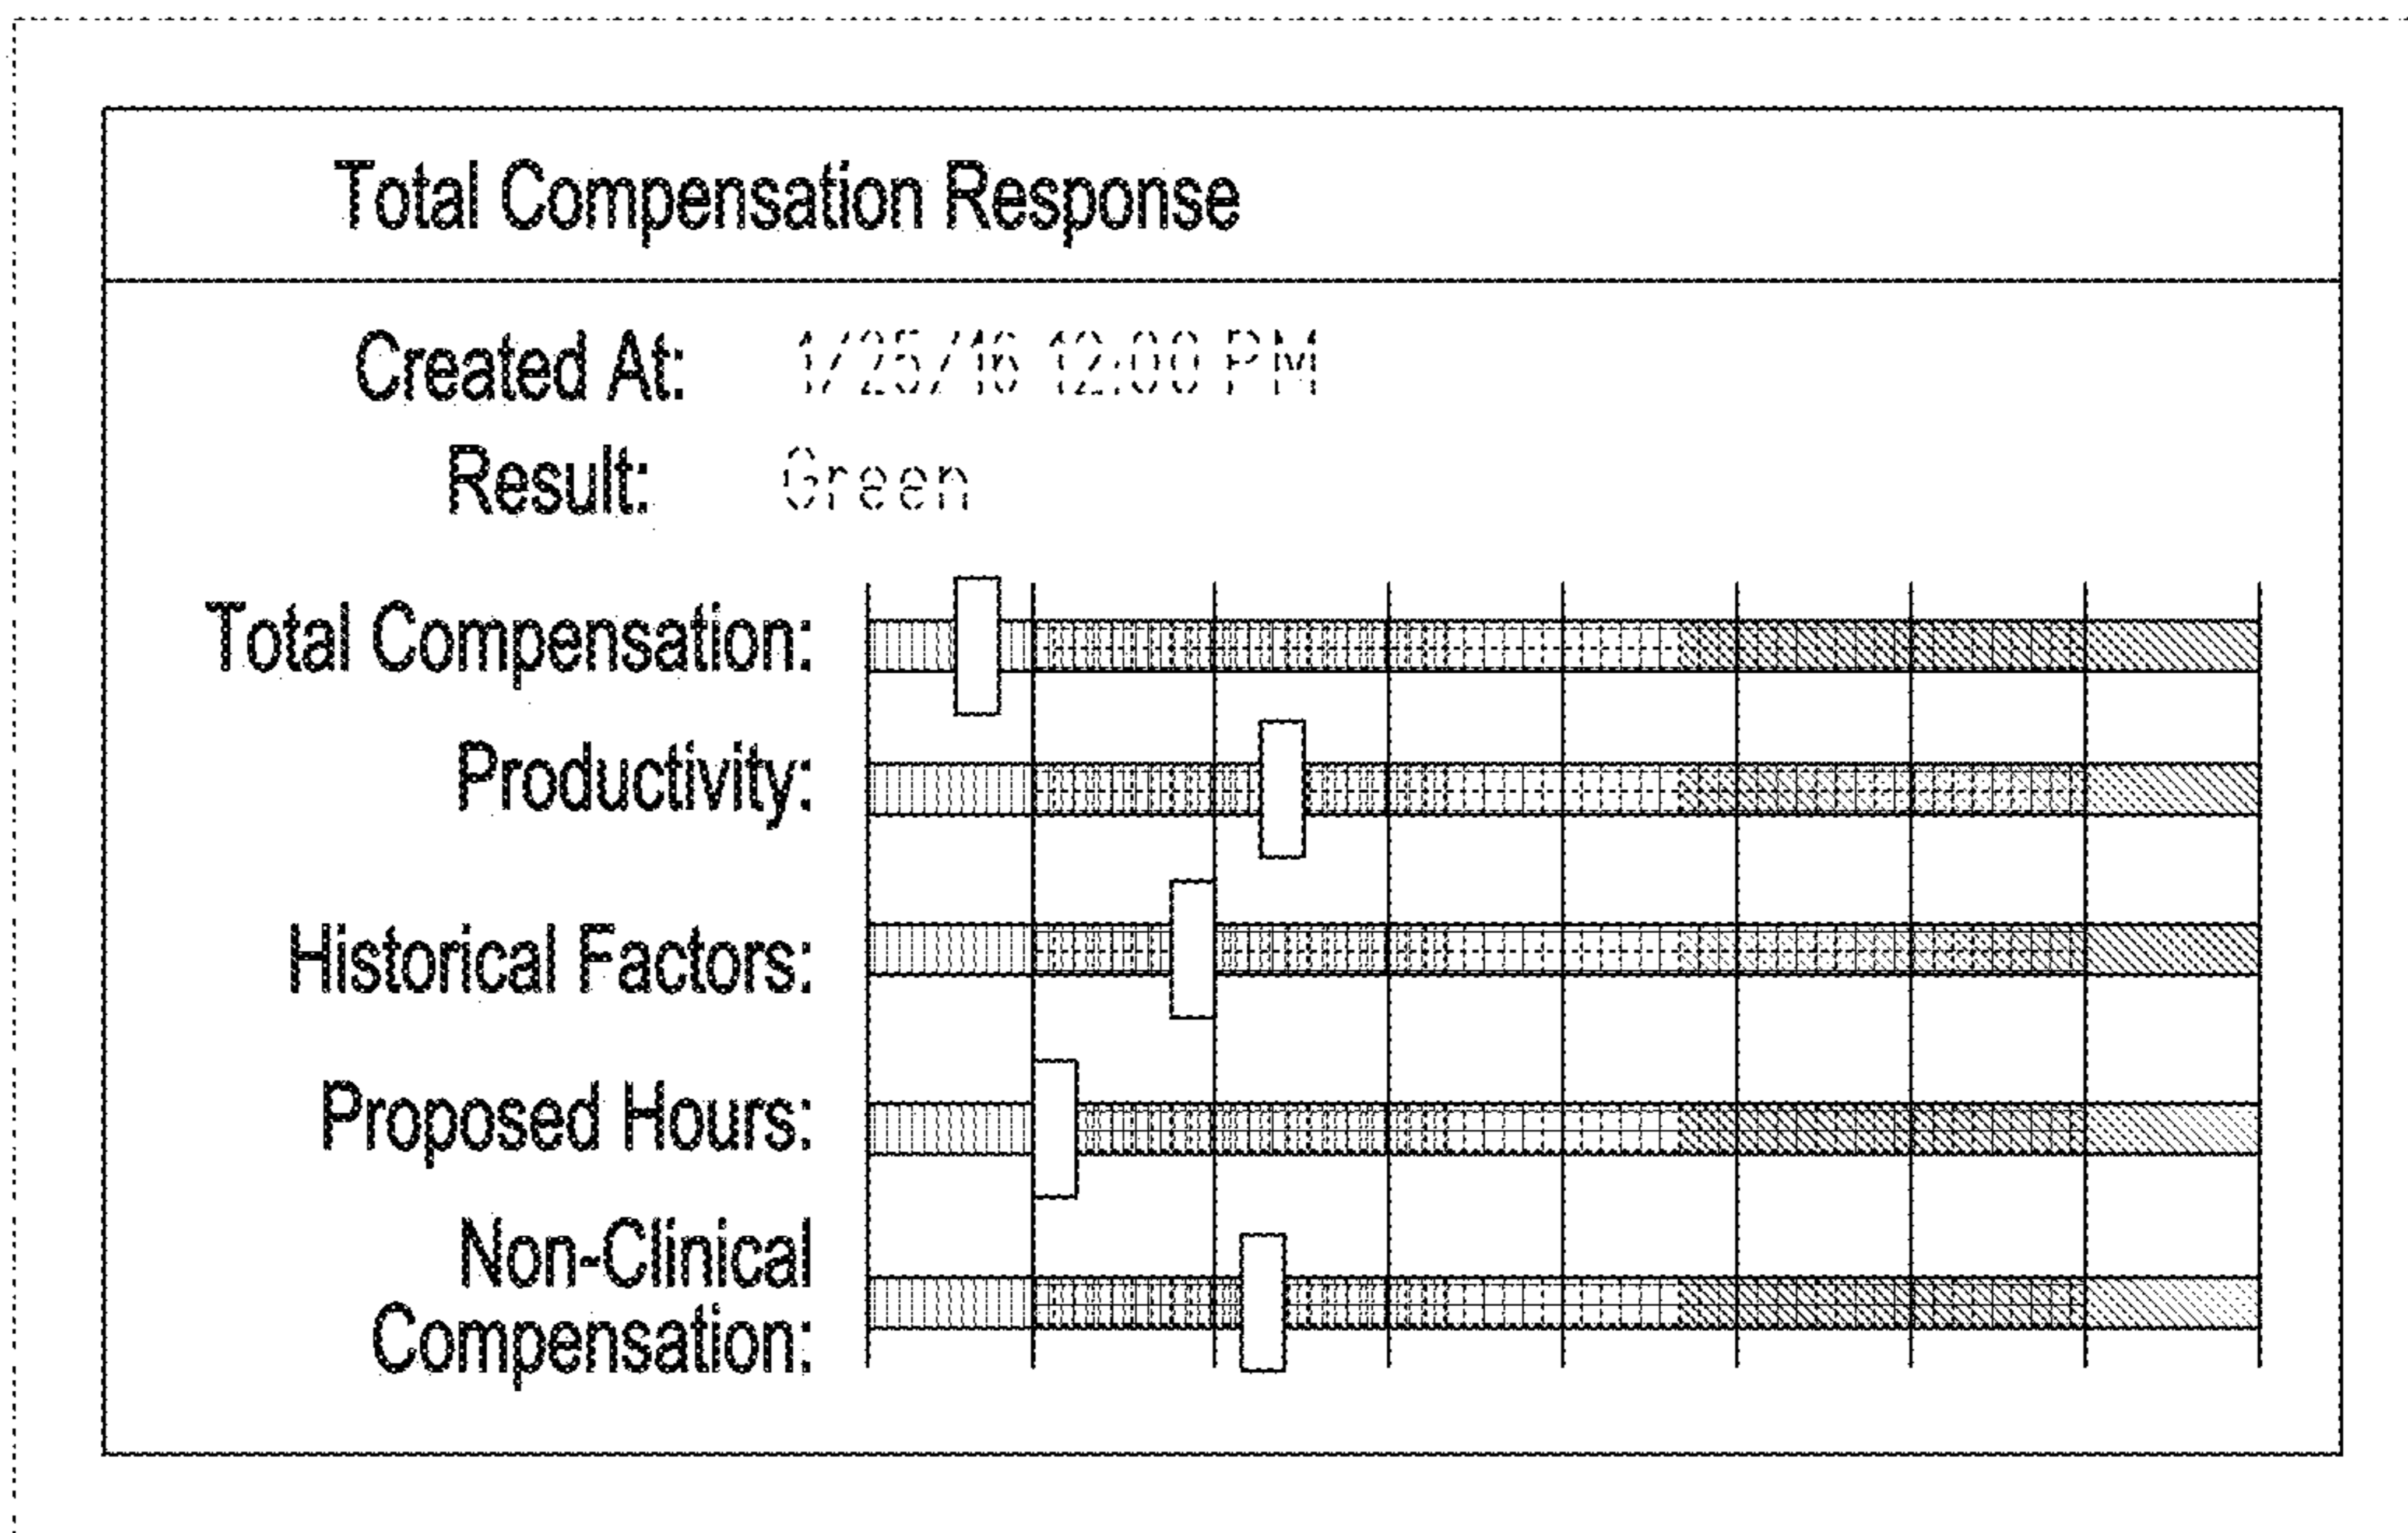 Total Compensation Response
Created At: 1/25/16 12:00 PM
Result: Green
Total Compensation:
Productivity:
Historical Factors:
Proposed Hours:
Non-Clinical
Compensation: